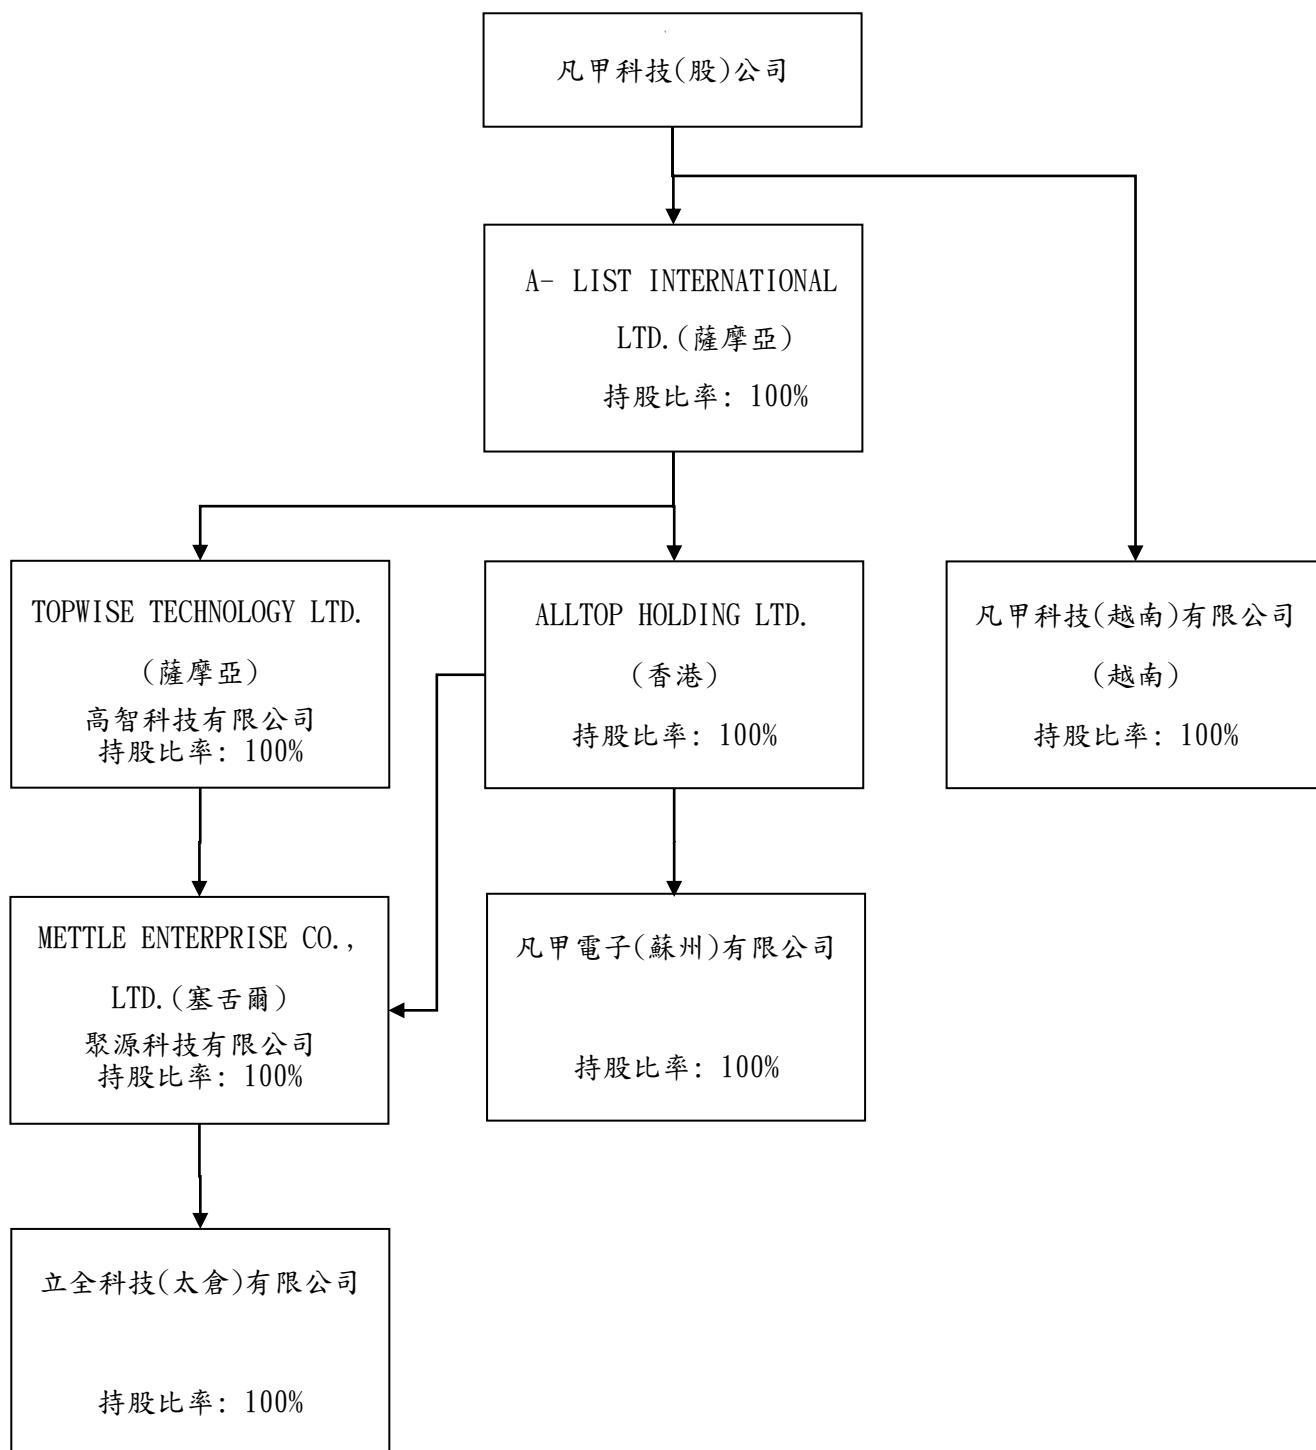 凡甲科技(股)公司
A- LIST INTERNATIONAL
LTD.(薩摩亞)
持股比率: 100%
TOPWISE TECHNOLOGY LTD.
(薩摩亞)
高智科技有限公司
持股比率: 100%
ALLTOP HOLDING LTD.
(香港)
持股比率: 100%
凡甲科技(越南)有限公司
(越南)
持股比率: 100%
METTLE ENTERPRISE CO.,
LTD.(塞舌爾)
聚源科技有限公司
持股比率: 100%
凡甲電子(蘇州)有限公司
持股比率: 100%
立全科技(太倉)有限公司
持股比率: 100%